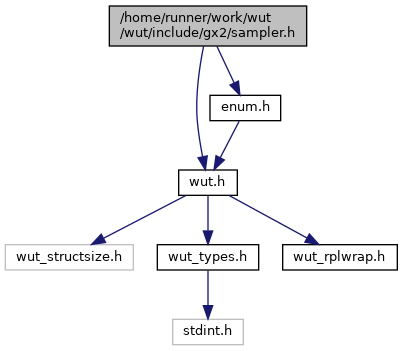 /home/runner/work/wut
/wut/include/gx2/sampler.h
enum.h
wut.h
wut_structsize.h
wut_types.h
wut_rplwrap.h
stdint.h